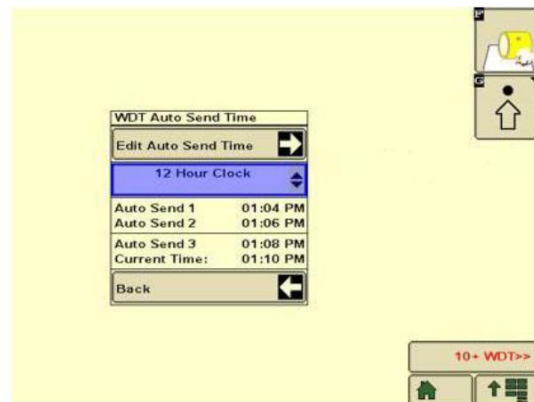 F
G
WDT Auto Send Time
Edit Auto Send Time
12 Hour Clock
Auto Send 1 01:04 PM
Auto Send 2 01:06 PM
Auto Send 3 01:08 PM
Current Time: 01:10 PM
Back
10+ WDT>>